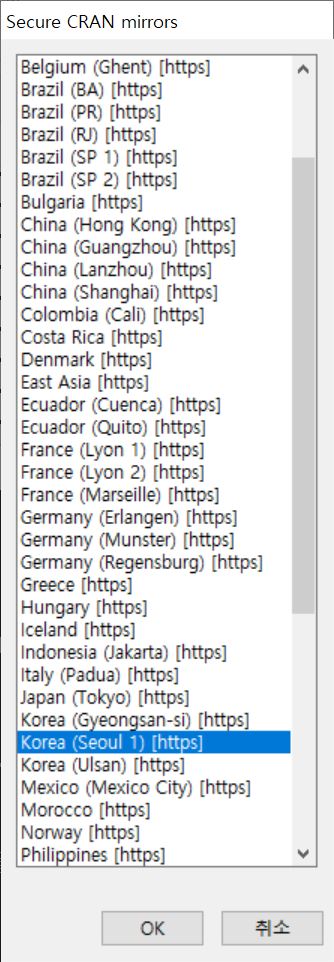 Secure CRAN mirrors
Belgium (Ghent) [https]
Brazil (BA) [https]
Brazil (PR) [https]
Brazil (RJ) [https]
Brazil (SP 1) [https]
Brazil (SP 2) [https]
Bulgaria [https]
China (Hong Kong) [https]
China (Guangzhou) [https]
China (Lanzhou) [https]
China (Shanghai) [https]
Colombia (Cali) [https]
Costa Rica [https]
Denmark [https]
East Asia [https]
Ecuador (Cuenca) [https]
Ecuador (Quito) [https]
France (Lyon 1) [https]
France (Lyon 2) [https]
France (Marseille) [https]
Germany (Erlangen) [https]
Germany (Munster) [https]
Germany (Regensburg) [https]
Greece [https]
Hungary [https]
Iceland [https]
Indonesia (Jakarta) [https]
Italy (Padua) [https]
Japan (Tokyo) [https]
Korea (Gyeongsan-si) [https]
Korea (Seoul 1) [https]
Korea (Ulsan) [https]
Mexico (Mexico City) [https]
Morocco [https]
Norway [https]
Philippines [https]
OK 취소